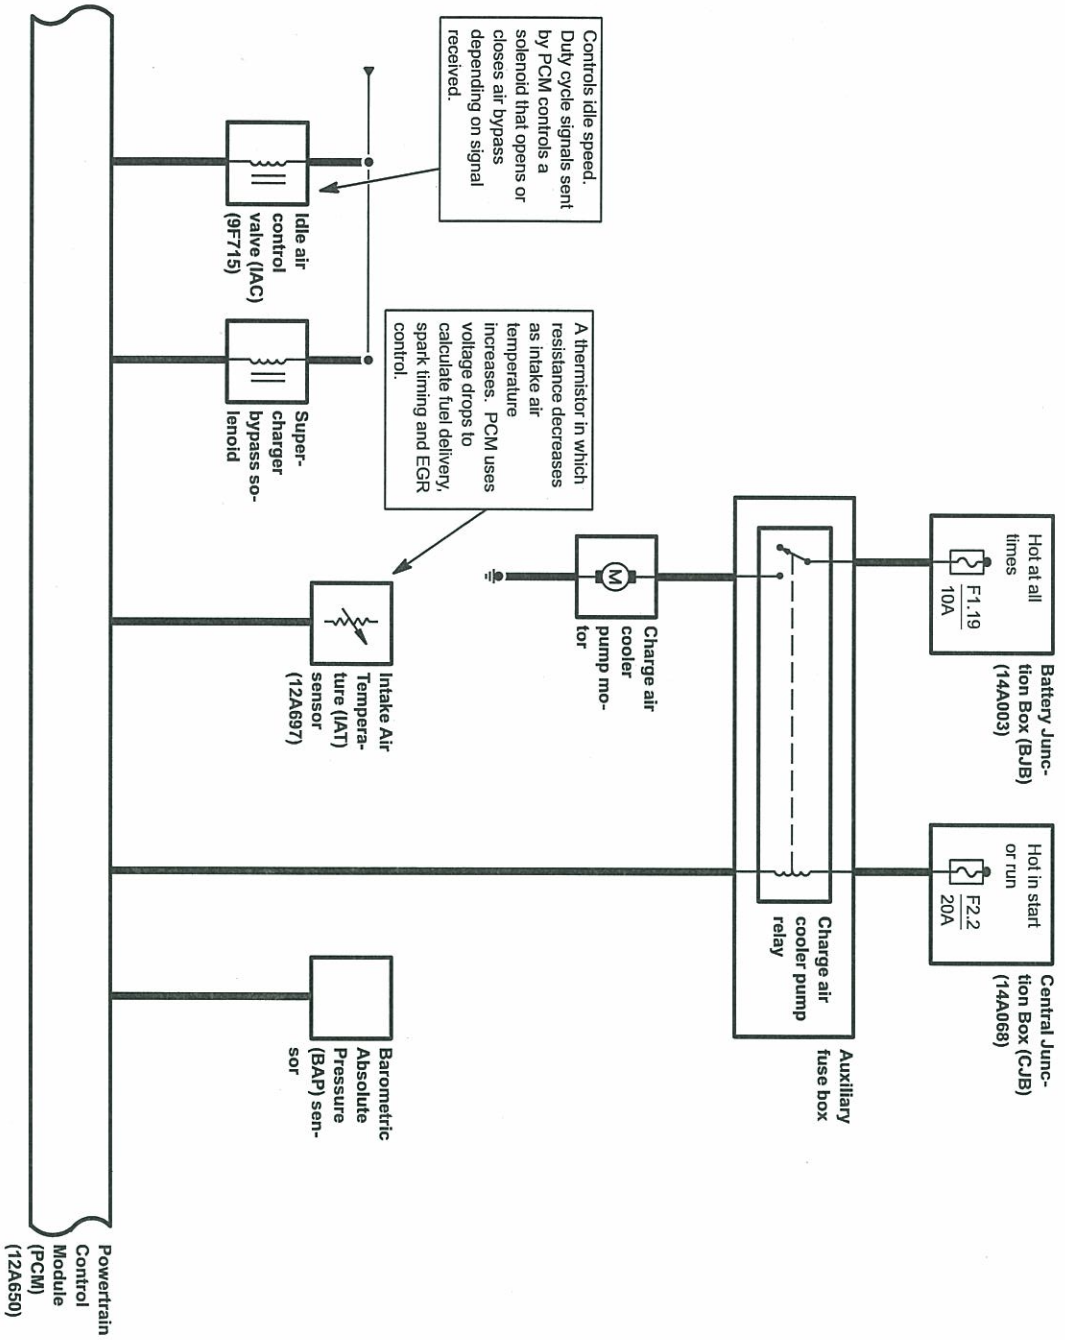 Hot at all
times
F1.19
10A
Battery Junc-
tion Box (BJB)
(14A003)
Hot in start
or run
F2.2
20A
Central Junc-
tion Box (CJB)
(14A068)
Charge air
cooler pump
relay
Auxiliary
fuse box
M
Charge air
cooler
pump mo-
tor
Controls idle speed.
Duty cycle signals sent
by PCM controls a
solenoid that opens or
closes air bypass
depending on signal
received.
A thermistor in which
resistance decreases
as intake air
temperature
increases. PCM uses
voltage drops to
calculate fuel delivery,
spark timing and EGR
control.
Idle air
control
valve (IAC)
(9F715)
Super-
charger
bypass so-
lenoid
Intake Air
Tempera-
ture (IAT)
sensor
(12A697)
Barometric
Absolute
Pressure
(BAP) sen-
sor
Powertrain
Control
Module
(PCM)
(12A650)